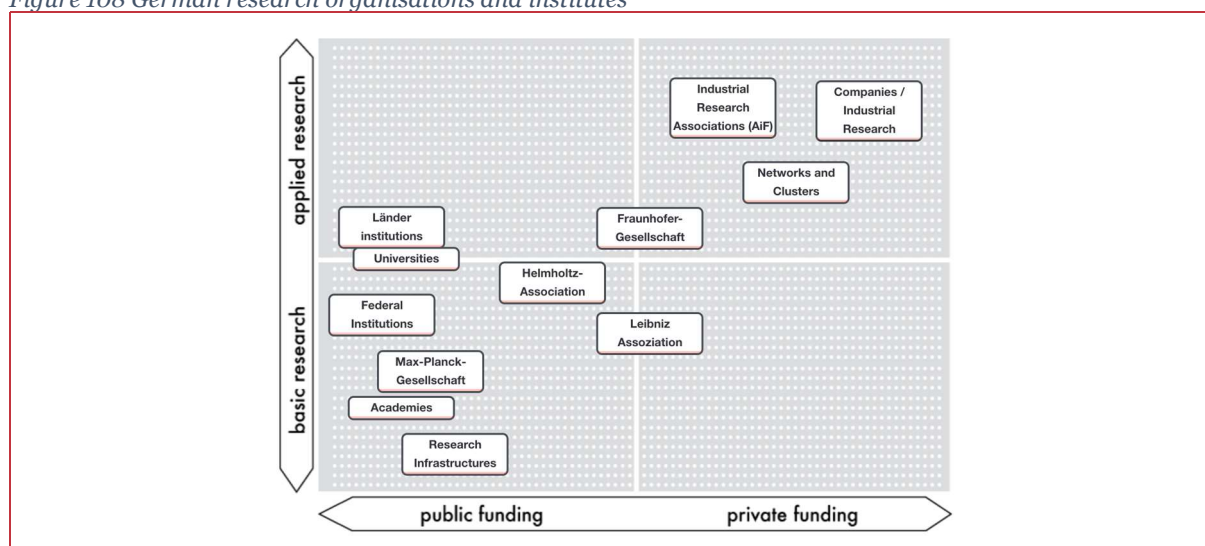 Figure 108 German research organisations and institutes
applied research
basic research
Industrial
Research
Associations (AiF)
Companies /
Industrial
Research
Networks and
Clusters
Länder
institutions
Universities
Fraunhofer-
Gesellschaft
Helmholtz-
Association
Federal
Institutions
Leibniz
Assoziation
Max-Planck-
Gesellschaft
Academies
Research
Infrastructures
public funding
private funding